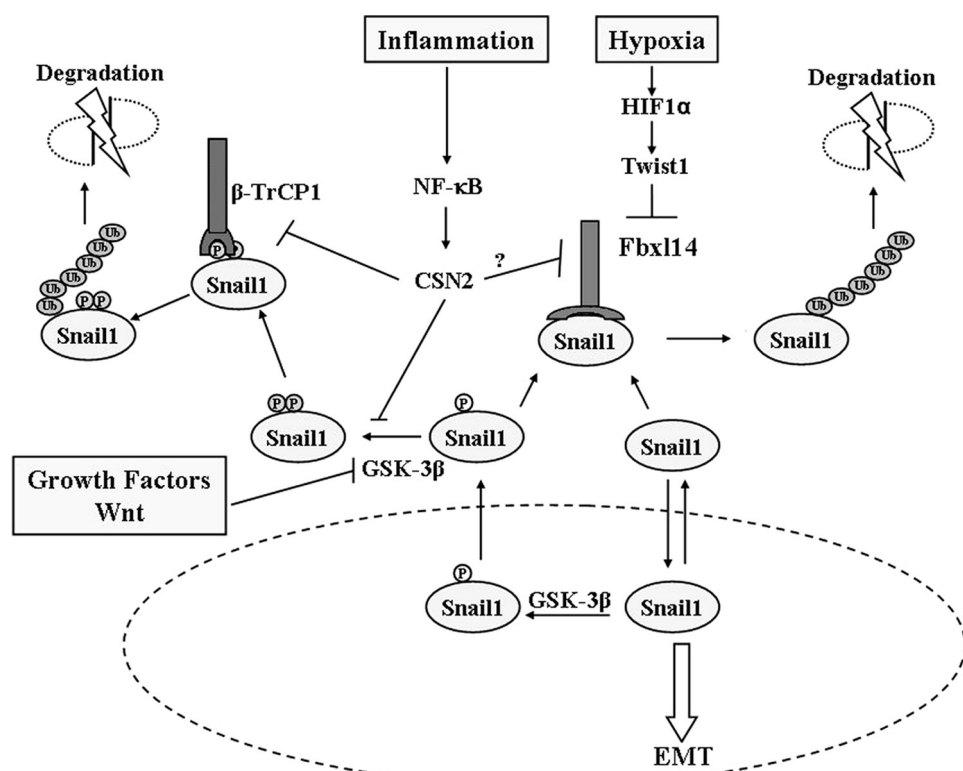 Inflammation
Hypoxia
Degradation
Degradation
HIF1α
Twist1
NF-κB
β-TrCP1
Fbxl14
P P
?
CSN2
Snail1
Ub
Ub
Ub
Ub
Ub
Ub
P P
Snail1
Snail1
Ub
Ub
Ub
Ub
Ub
Ub
Snail1
P P
Snail1
P
Snail1
Snail1
GSK-3β
Growth Factors
Wnt
P
Snail1
GSK-3β
Snail1
EMT